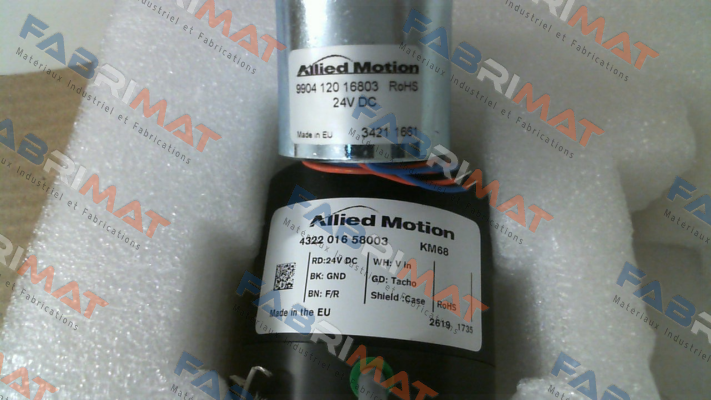 Allied Motion
9904 120 16803 RoHS
24V DC
Made in EU 3421 1651
Allied Motion
4322 016 58003 KM68
RD:24V DC WH: V in
BK: GND GD: Tacho
BN: F/R Shield :Case RoHS
Made in the EU 2619 1735
FABRIMAT
Matériaux Industriel et Fabrications